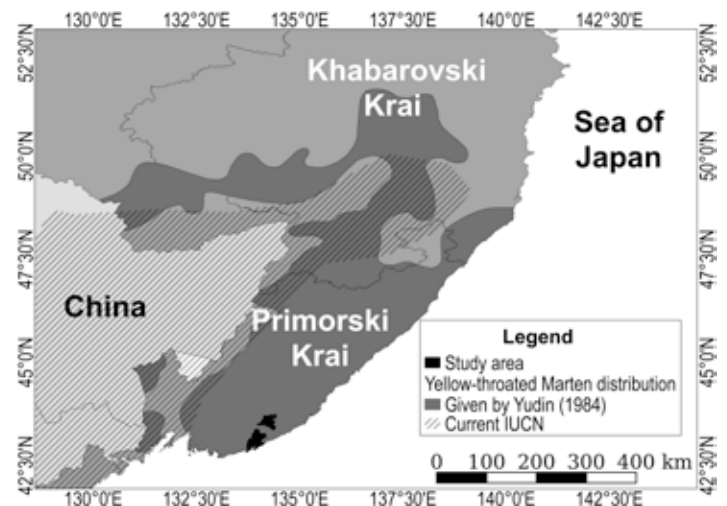 130°0'E 132°30'E 135°0'E 137°30'E 140°0'E 142°30'E
52°30'N
52°30'N
Khabarovski
Krai
Sea of
Japan
50°0'N
50°0'N
47°30'N
47°30'N
China
Primorski
Krai
Legend
Study area
Yellow-throated Marten distribution
Given by Yudin (1984)
Current IUCN
45°0'N
45°0'N
0 100 200 300 400 km
42°30'N
42°30'N
130°0'E 132°30'E 135°0'E 137°30'E 140°0'E 142°30'E